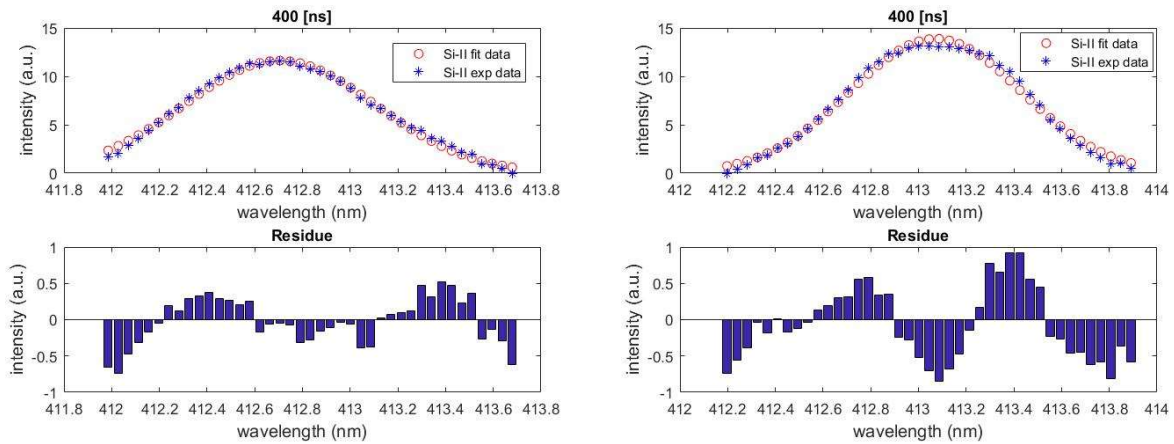 400 [ns]
intensity (a.u.)
15
10
5
0
Si-II fit data
Si-II exp data
411.8 412 412.2 412.4 412.6 412.8 413 413.2 413.4 413.6 413.8
wavelength (nm)
Residue
intensity (a.u.)
1
0.5
0
-0.5
-1
411.8 412 412.2 412.4 412.6 412.8 413 413.2 413.4 413.6 413.8
wavelength (nm)
400 [ns]
intensity (a.u.)
15
10
5
0
Si-II fit data
Si-II exp data
412 412.2 412.4 412.6 412.8 413 413.2 413.4 413.6 413.8 414
wavelength (nm)
Residue
intensity (a.u.)
1
0.5
0
-0.5
-1
412 412.2 412.4 412.6 412.8 413 413.2 413.4 413.6 413.8 414
wavelength (nm)